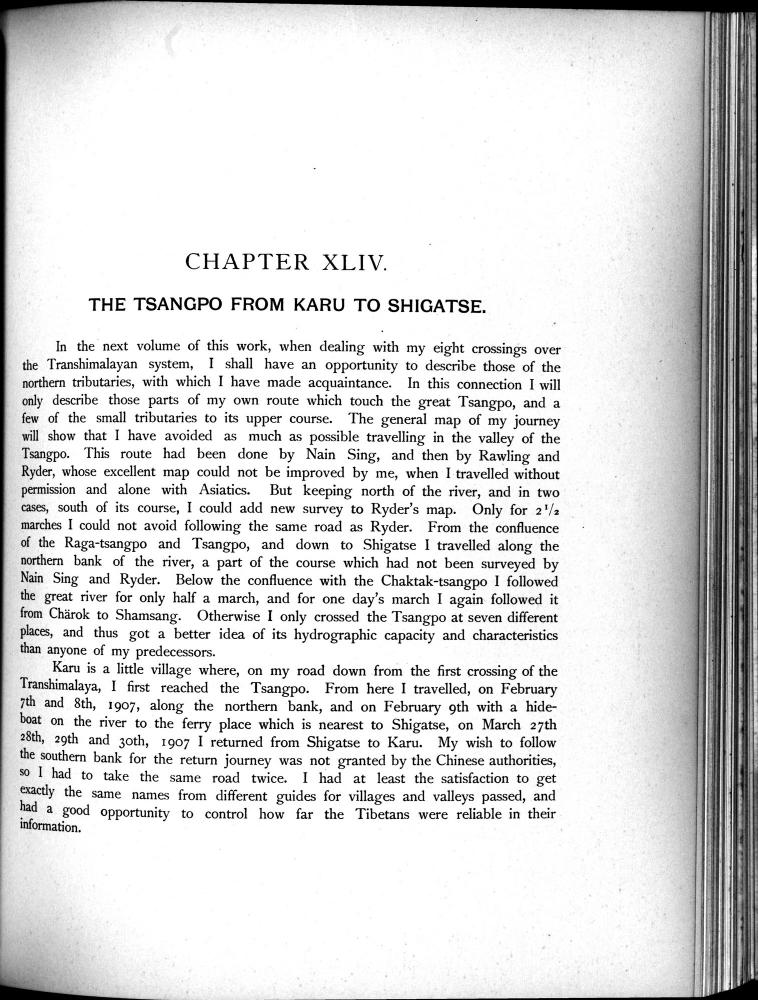 CHAPTER XLIV.
THE TSANGPO FROM KARU TO SHIGATSE.
In the next volume of this work, when dealing with my eight crossings over
the Transhimalayan system, I shall have an opportunity to describe those of the
northern tributaries, with which I have made acquaintance. In this connection I will
only describe those parts of my own route which touch the great Tsangpo, and a
few of the small tributaries to its upper course. The general map of my journey
will show that I have avoided as much as possible travelling in the valley of the
Tsangpo. This route had been done by Nain Sing, and then by Rawling and
Ryder, whose excellent map could not be improved by me, when I travelled without
permission and alone with Asiatics. But keeping north of the river, and in two
cases, south of its course, I could add new survey to Ryder's map. Only for 2 1/2
marches I could not avoid following the same road as Ryder. From the confluence
of the Raga-tsangpo and Tsangpo, and down to Shigatse I travelled along the
northern bank of the river, a part of the course which had not been surveyed by
Nain Sing and Ryder. Below the confluence with the Chaktak-tsangpo I followed
the great river for only half a march, and for one day's march I again followed it
from Chärok to Shamsang. Otherwise I only crossed the Tsangpo at seven different
places, and thus got a better idea of its hydrographic capacity and characteristics
than anyone of my predecessors.
Karu is a little village where, on my road down from the first crossing of the
Transhimalaya, I first reached the Tsangpo. From here I travelled, on February
7th and 8th, 1907, along the northern bank, and on February 9th with a hide-
boat on the river to the ferry place which is nearest to Shigatse, on March 27th
28th, 29th and 30th, 1907 I returned from Shigatse to Karu. My wish to follow
the southern bank for the return journey was not granted by the Chinese authorities,
so I had to take the same road twice. I had at least the satisfaction to get
exactly the same names from different guides for villages and valleys passed, and
had a good opportunity to control how far the Tibetans were reliable in their
information.